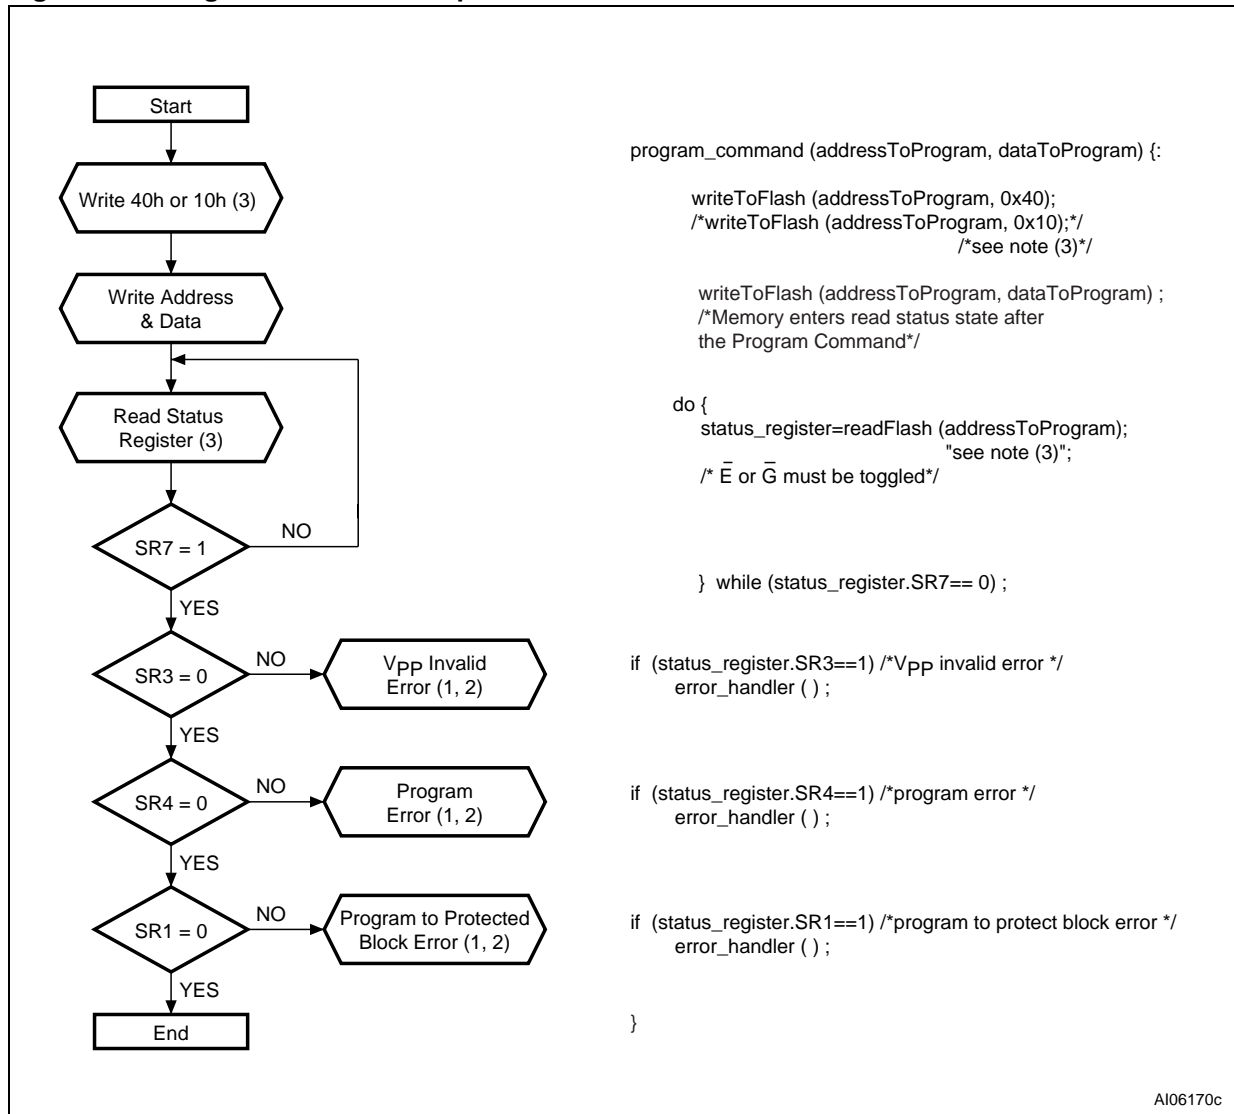 Start
Write 40h or 10h (3)
Write Address
& Data
Read Status
Register (3)
SR7 = 1
NO
YES
SR3 = 0
NO
VPP Invalid
Error (1, 2)
YES
SR4 = 0
NO
Program
Error (1, 2)
YES
SR1 = 0
NO
Program to Protected
Block Error (1, 2)
YES
End
program_command (addressToProgram, dataToProgram) {:
writeToFlash (addressToProgram, 0x40);
/*writeToFlash (addressToProgram, 0x10);*/
/*see note (3)*/
writeToFlash (addressToProgram, dataToProgram) ;
/*Memory enters read status state after
the Program Command*/
do {
status_register=readFlash (addressToProgram);
"see note (3)";
/* E̅ or G̅ must be toggled*/
} while (status_register.SR7== 0) ;
if (status_register.SR3==1) /*VPP invalid error */
error_handler ( ) ;
if (status_register.SR4==1) /*program error */
error_handler ( ) ;
if (status_register.SR1==1) /*program to protect block error */
error_handler ( ) ;
}
AI06170c